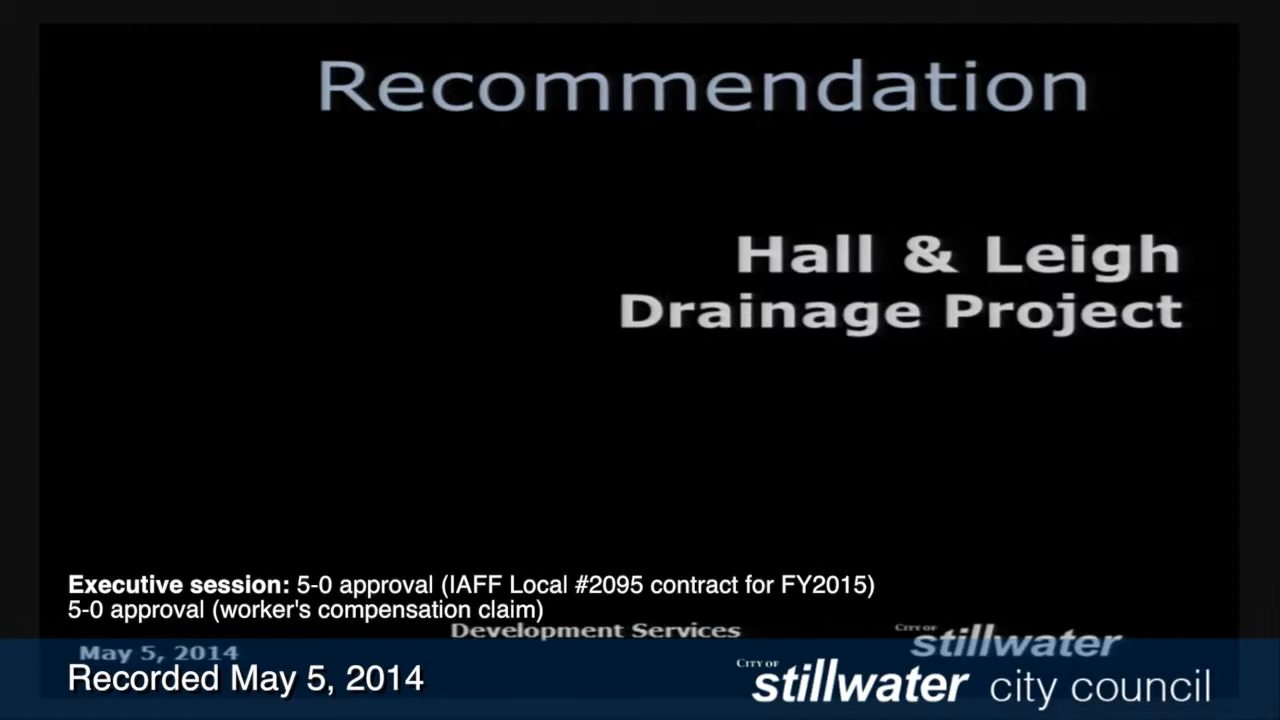 Recommendation
Hall & Leigh
Drainage Project
Executive session: 5-0 approval (IAFF Local #2095 contract for FY2015)
5-0 approval (worker's compensation claim)
Development Services
CITY OF
stillwater
May 5, 2014
Recorded May 5, 2014
CITY OF
stillwater city council